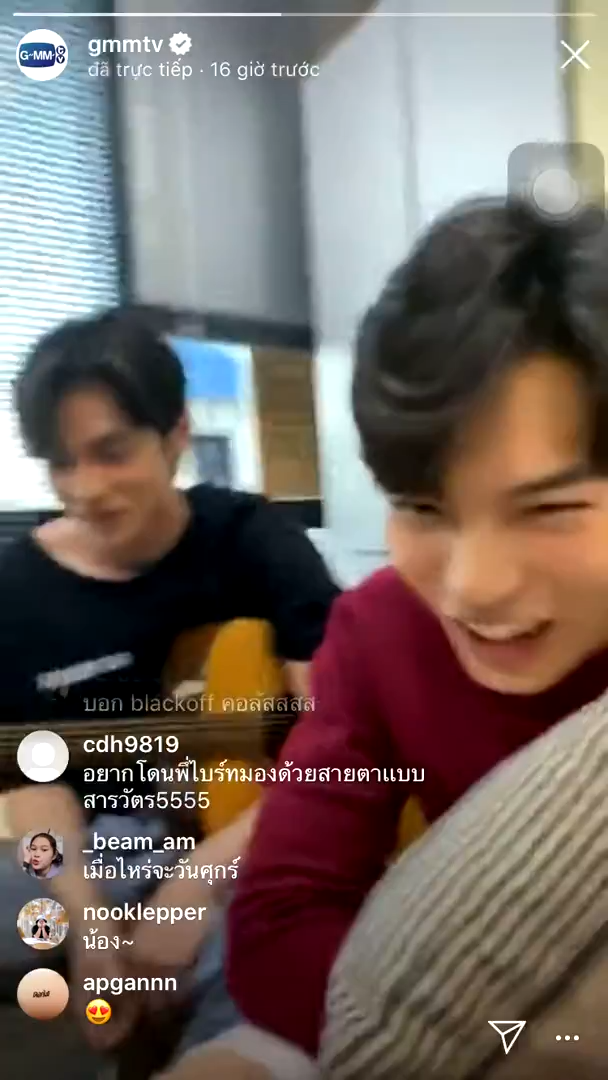 gmmtv
đã trực tiếp · 16 giờ trước
GMM
TV
บอก blackoff คอลัสสสส
cdh9819
อยากโดนพี่ไบร์ทมองด้วยสายตาแบบ
สารวัตร5555
_beam_am
เมื่อไหร่จะวันศุกร์
nooklepper
น้อง~
apgannn
😍